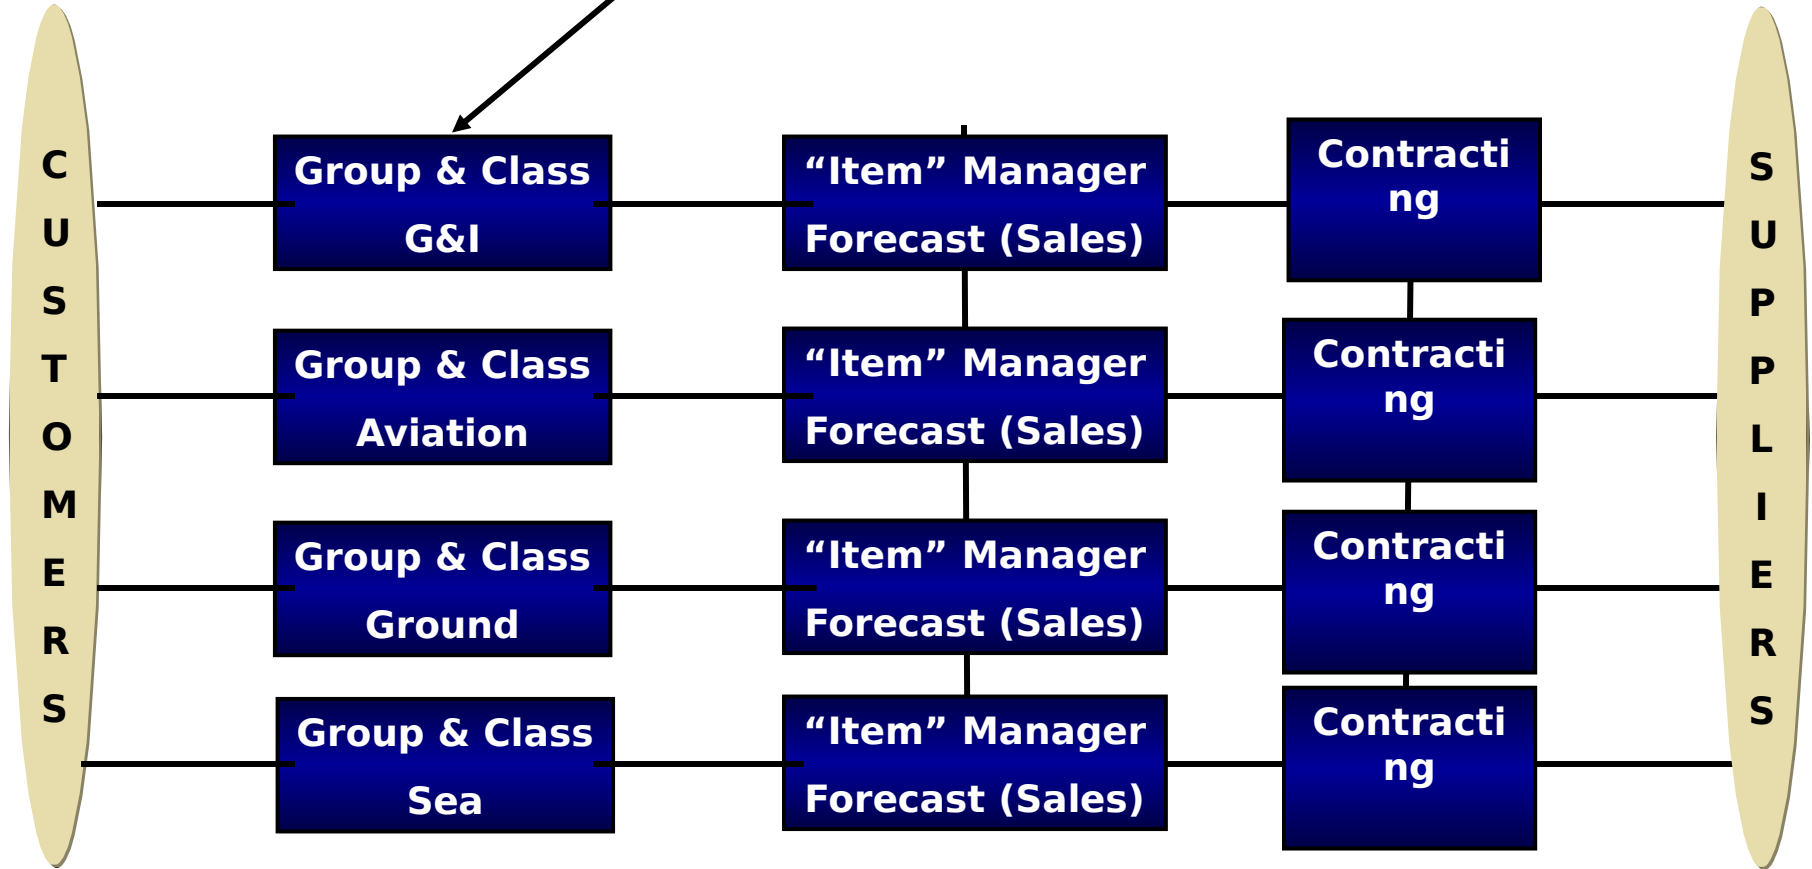 C
U
S
T
O
M
E
R
S
Group & Class
G&I
“Item” Manager
Forecast (Sales)
Contracti
ng
Group & Class
Aviation
“Item” Manager
Forecast (Sales)
Contracti
ng
Group & Class
Ground
“Item” Manager
Forecast (Sales)
Contracti
ng
Group & Class
Sea
“Item” Manager
Forecast (Sales)
Contracti
ng
S
U
P
P
L
I
E
R
S